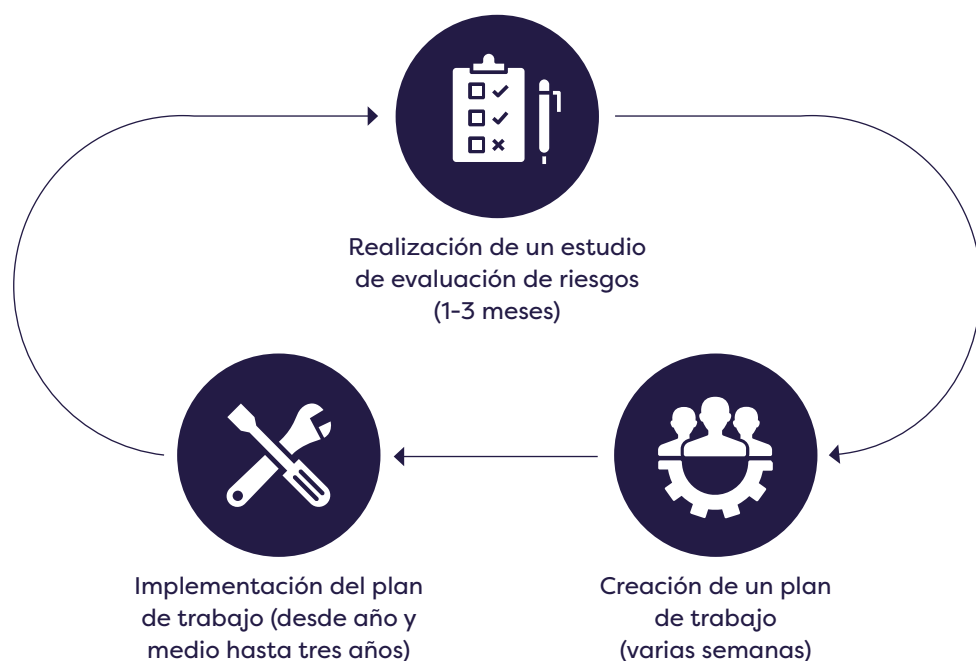 Realización de un estudio
de evaluación de riesgos
(1-3 meses)
Implementación del plan
de trabajo (desde año y
medio hasta tres años)
Creación de un plan
de trabajo
(varias semanas)